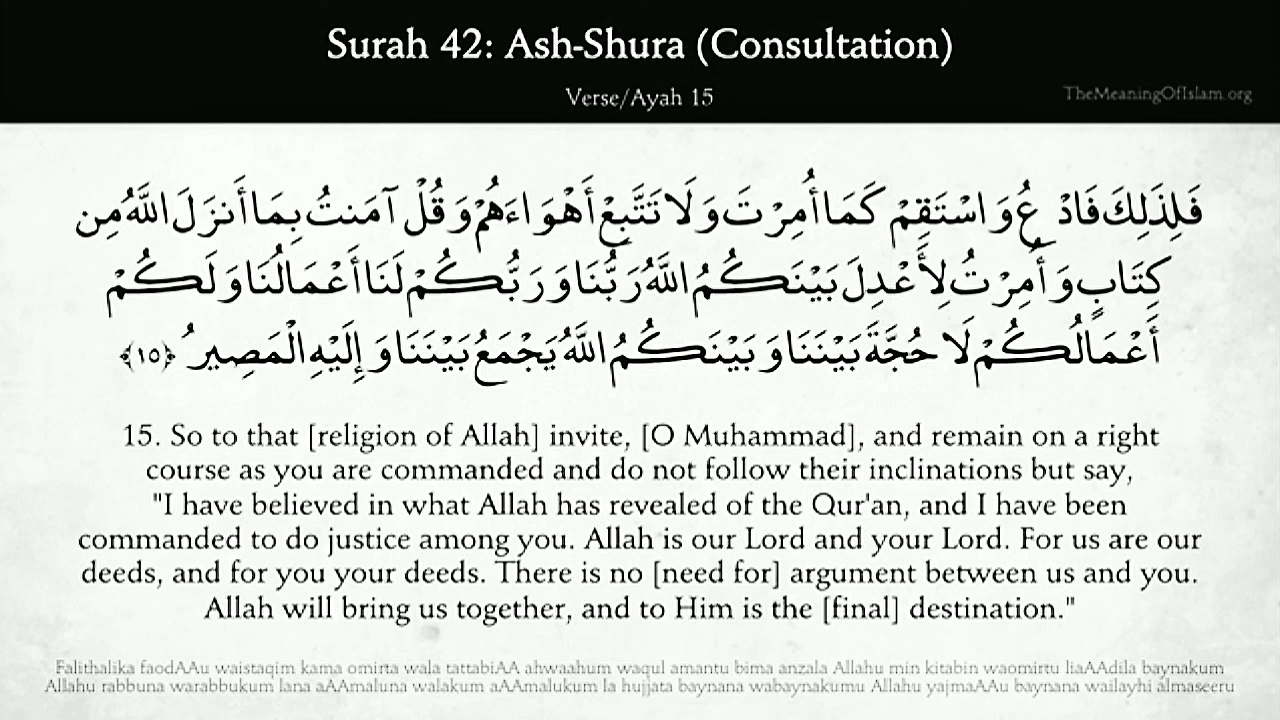 Surah 42: Ash-Shura (Consultation)
Verse/Ayah 15
TheMeaningOfIslam.org
فَلِذَلِكَ فَادْعُ وَاسْتَقِمْ كَمَا أُمِرْتَ وَلَا تَتَّبِعْ أَهْوَاءَهُمْ وَقُلْ آمَنتُ بِمَا أَنزَلَ اللَّهُ مِن
كِتَابٍ وَأُمِرْتُ لِأَعْدِلَ بَيْنَكُمُ اللَّهُ رَبُّنَا وَرَبُّكُمْ لَنَا أَعْمَالُنَا وَلَكُمْ
أَعْمَالُكُمْ لَا حُجَّةَ بَيْنَنَا وَبَيْنَكُمُ اللَّهُ يَجْمَعُ بَيْنَنَا وَإِلَيْهِ الْمَصِيرُ ﴿١٥﴾
15. So to that [religion of Allah] invite, [O Muhammad], and remain on a right
course as you are commanded and do not follow their inclinations but say,
"I have believed in what Allah has revealed of the Qur'an, and I have been
commanded to do justice among you. Allah is our Lord and your Lord. For us are our
deeds, and for you your deeds. There is no [need for] argument between us and you.
Allah will bring us together, and to Him is the [final] destination."
Falithalika faodAAu waistaqim kama omirta wala tattabiAA ahwaahum waqul amantu bima anzala Allahu min kitabin waomirtu liaAAdila baynakum
Allahu rabbuna warabbukum lana aAAmaluna walakum aAAmalukum la hujjata baynana wabaynakumu Allahu yajmaAAu baynana wailayhi almaseeru